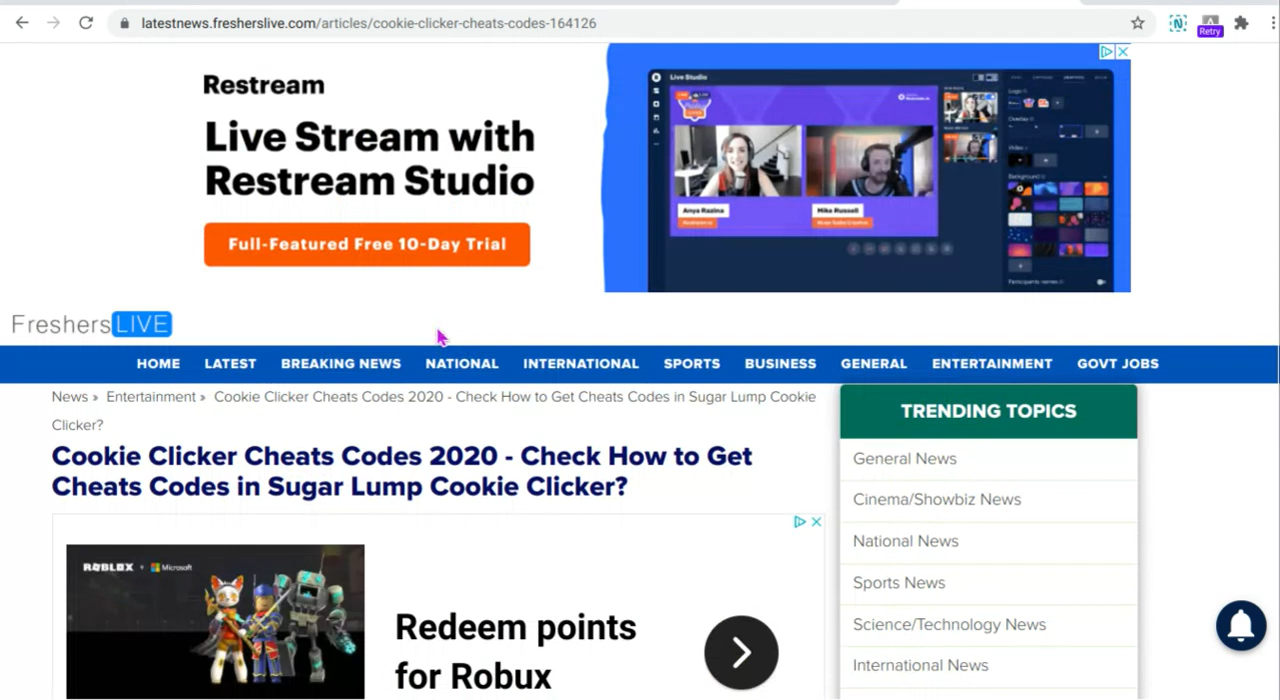 latestnews.fresherslive.com/articles/cookie-clicker-cheats-codes-164126
Retry
Restream
Live Stream with
Restream Studio
Full-Featured Free 10-Day Trial
Live Studio
Anya Razina
Mike Russell
FreshersLIVE
HOME LATEST BREAKING NEWS NATIONAL INTERNATIONAL SPORTS BUSINESS GENERAL ENTERTAINMENT GOVT JOBS
News » Entertainment » Cookie Clicker Cheats Codes 2020 - Check How to Get Cheats Codes in Sugar Lump Cookie
Clicker?
Cookie Clicker Cheats Codes 2020 - Check How to Get
Cheats Codes in Sugar Lump Cookie Clicker?
ROBLOX + Microsoft
Redeem points
for Robux
TRENDING TOPICS
General News
Cinema/Showbiz News
National News
Sports News
Science/Technology News
International News